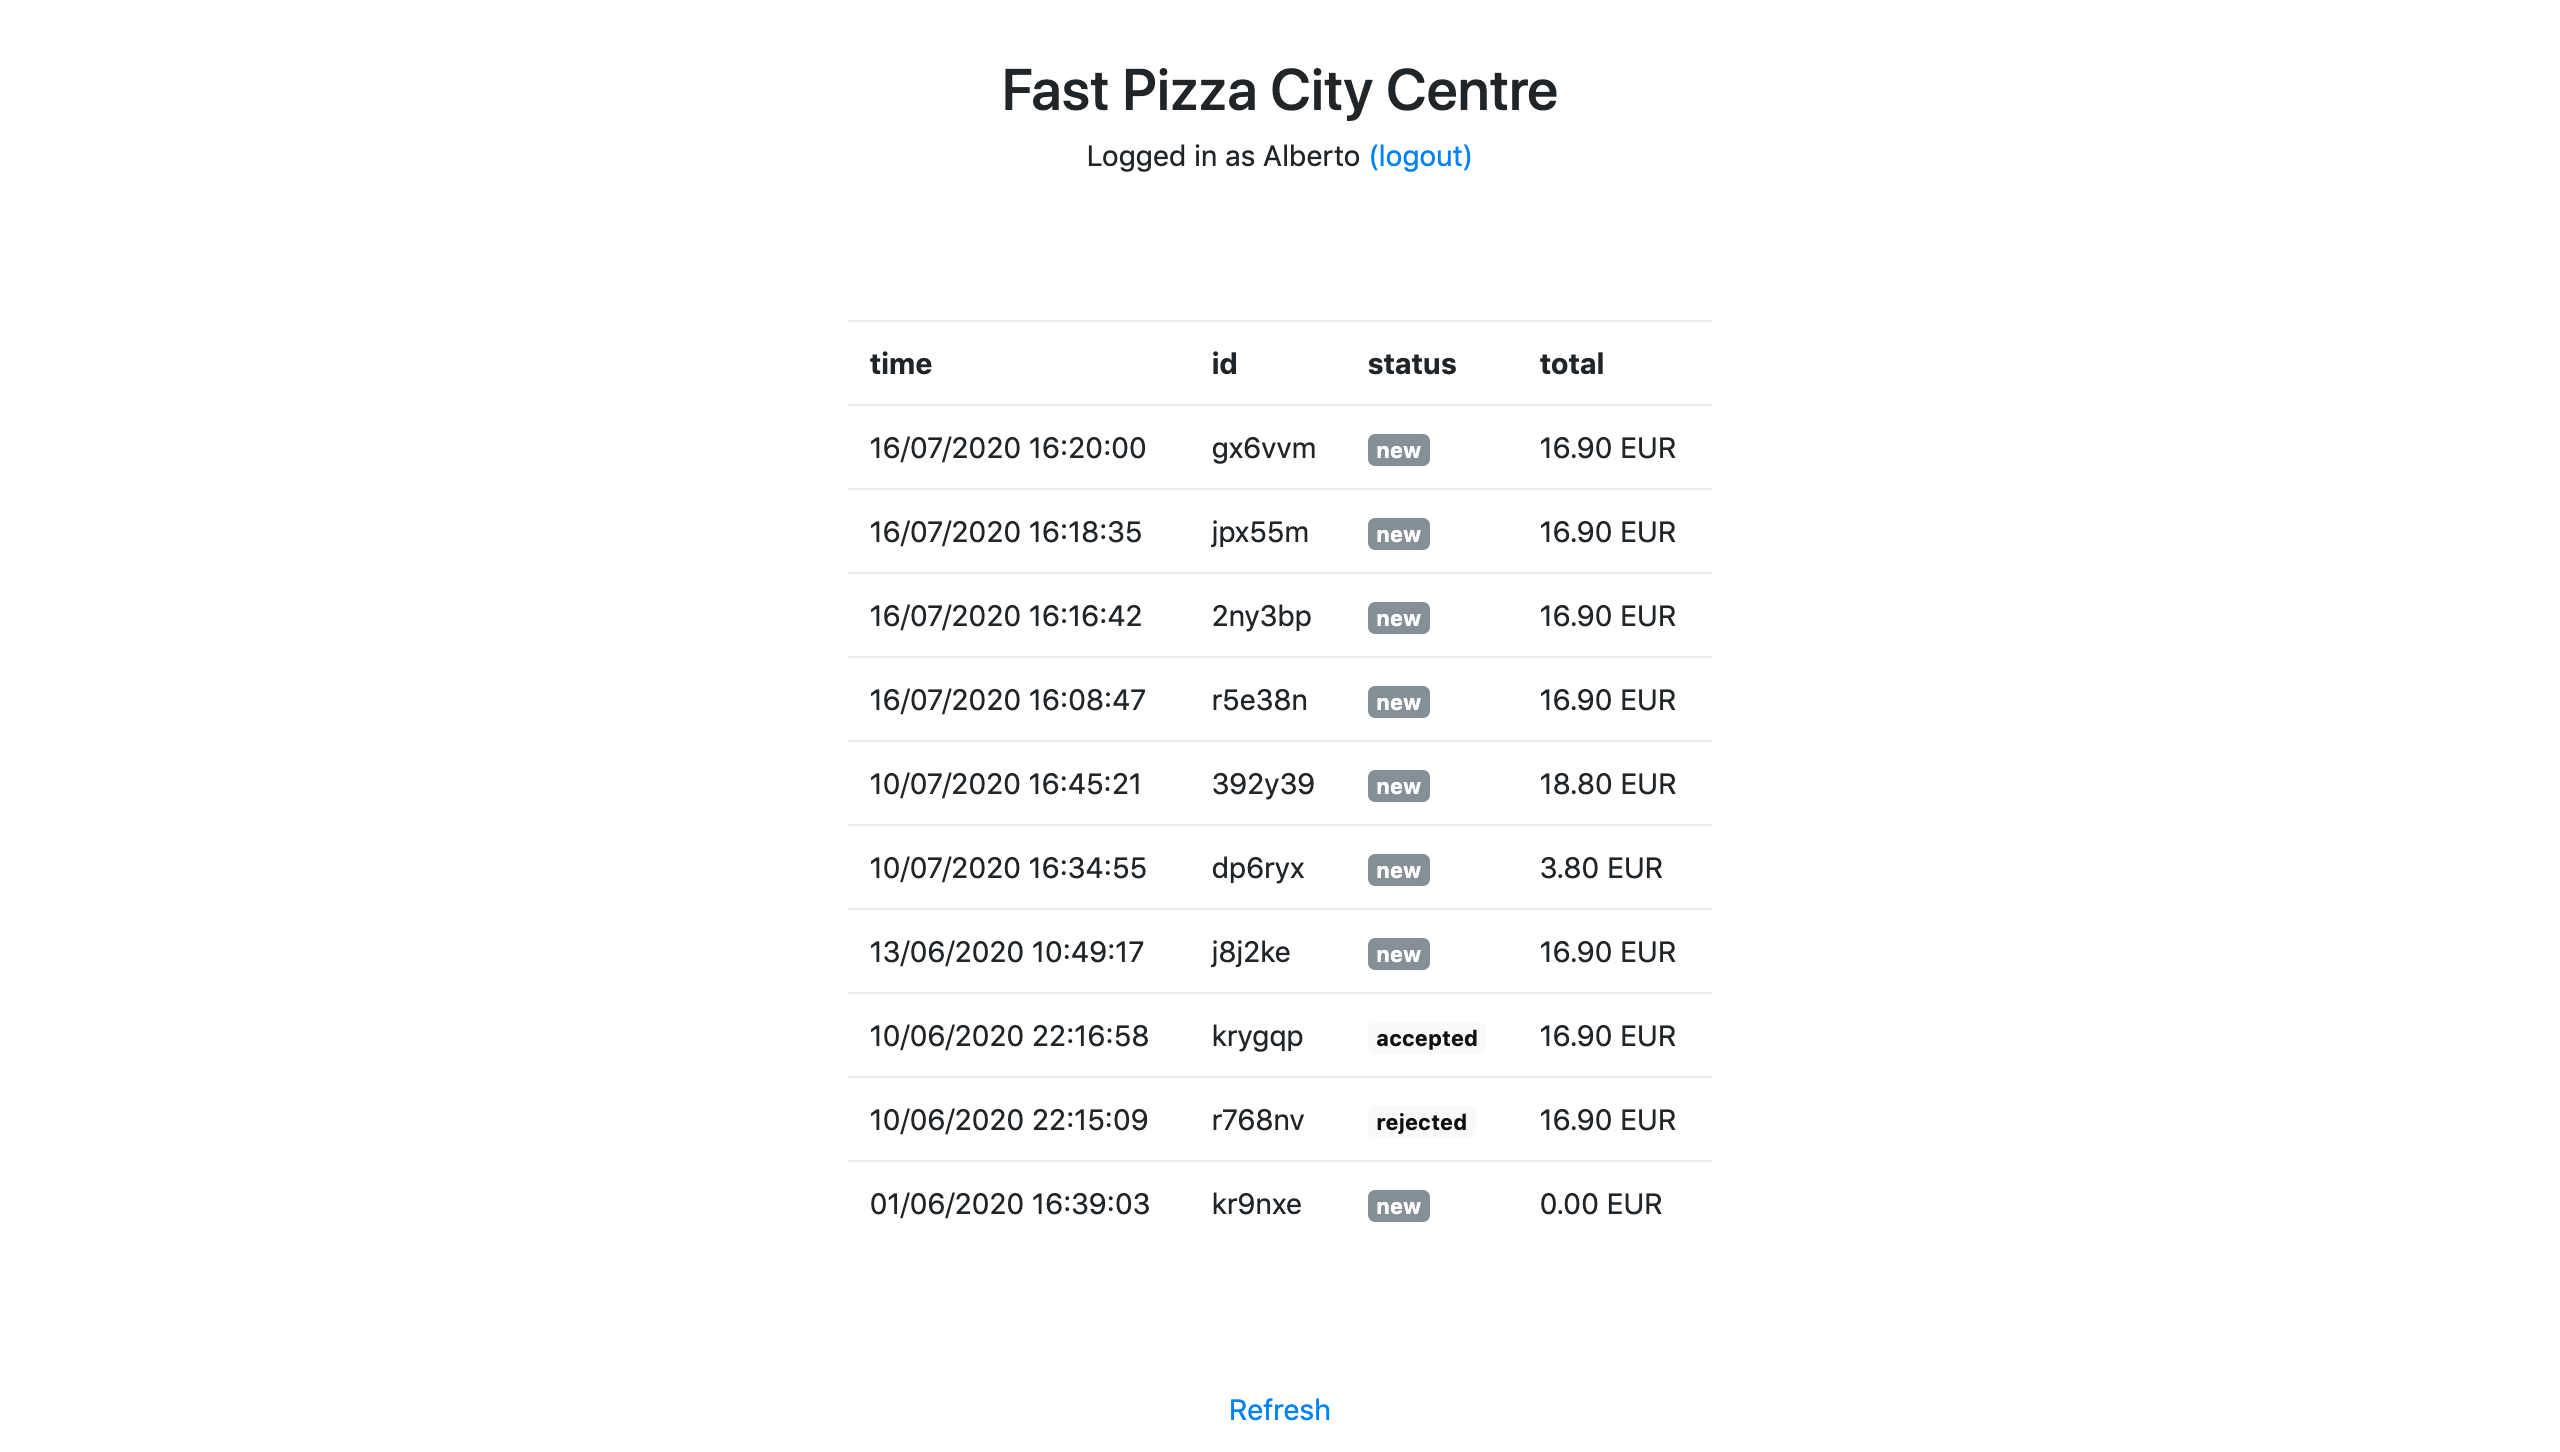 Fast Pizza City Centre
Logged in as Alberto (logout)
time id status total
16/07/2020 16:20:00 gx6vvm new 16.90 EUR
16/07/2020 16:18:35 jpx55m new 16.90 EUR
16/07/2020 16:16:42 2ny3bp new 16.90 EUR
16/07/2020 16:08:47 r5e38n new 16.90 EUR
10/07/2020 16:45:21 392y39 new 18.80 EUR
10/07/2020 16:34:55 dp6ryx new 3.80 EUR
13/06/2020 10:49:17 j8j2ke new 16.90 EUR
10/06/2020 22:16:58 krygqp accepted 16.90 EUR
10/06/2020 22:15:09 r768nv rejected 16.90 EUR
01/06/2020 16:39:03 kr9nxe new 0.00 EUR
Refresh